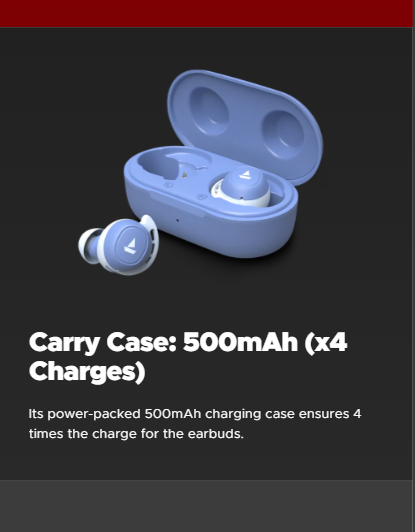 Carry Case: 500mAh (x4
Charges)
Its power-packed 500mAh charging case ensures 4
times the charge for the earbuds.